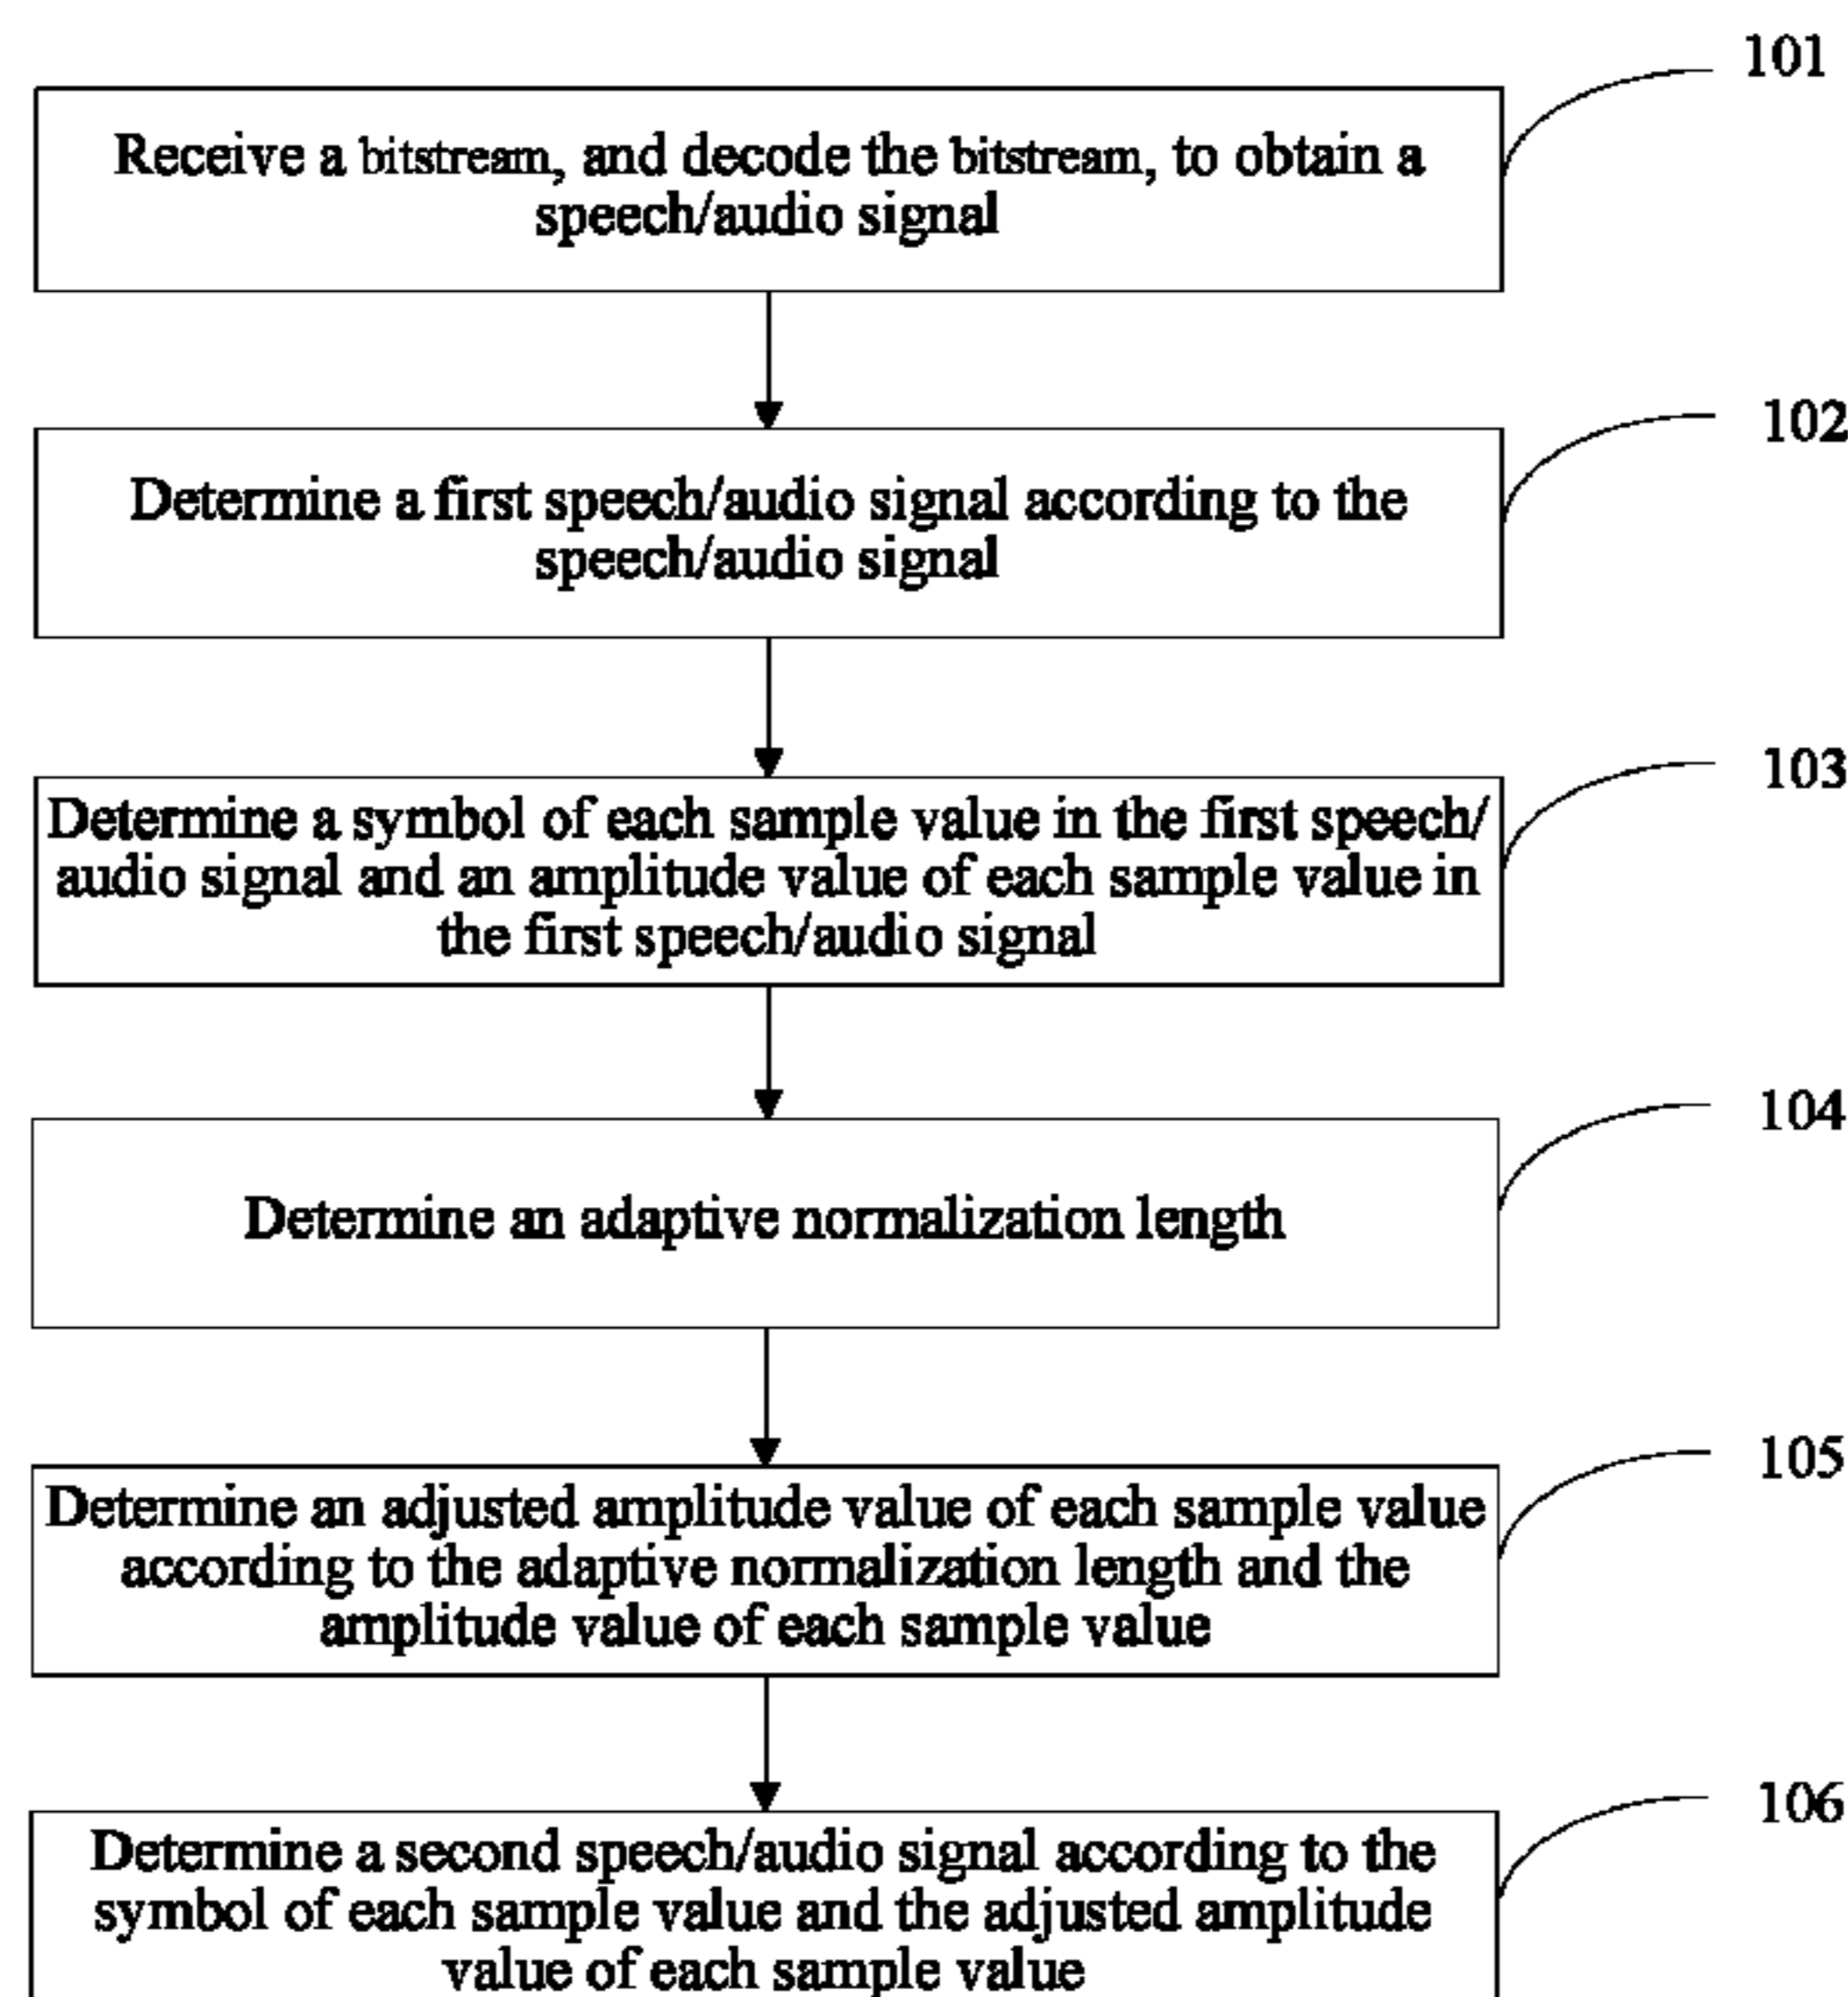 101
Receive a bitstream, and decode the bitstream, to obtain a
speech/audio signal
102
Determine a first speech/audio signal according to the
speech/audio signal
103
Determine a symbol of each sample value in the first speech/
audio signal and an amplitude value of each sample value in
the first speech/audio signal
104
Determine an adaptive normalization length
105
Determine an adjusted amplitude value of each sample value
according to the adaptive normalization length and the
amplitude value of each sample value
106
Determine a second speech/audio signal according to the
symbol of each sample value and the adjusted amplitude
value of each sample value